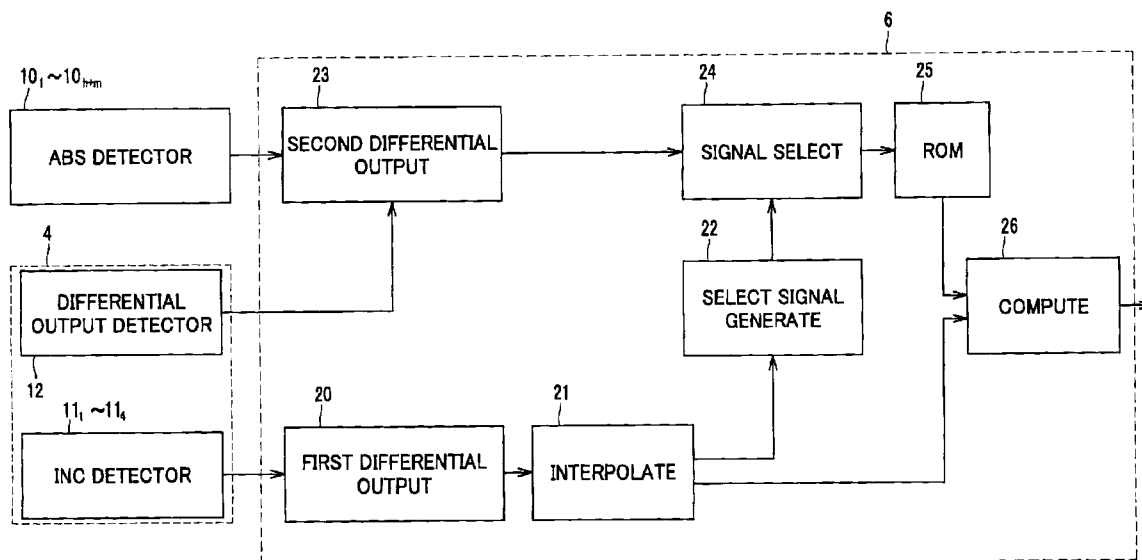 6
10₁ ~10ₕ₊ₘ
23
24
25
ABS DETECTOR
SECOND DIFFERENTIAL
OUTPUT
SIGNAL SELECT
ROM
4
22
26
DIFFERENTIAL
OUTPUT DETECTOR
SELECT SIGNAL
GENERATE
COMPUTE
12
11₁ ~11₄
20
21
INC DETECTOR
FIRST DIFFERENTIAL
OUTPUT
INTERPOLATE